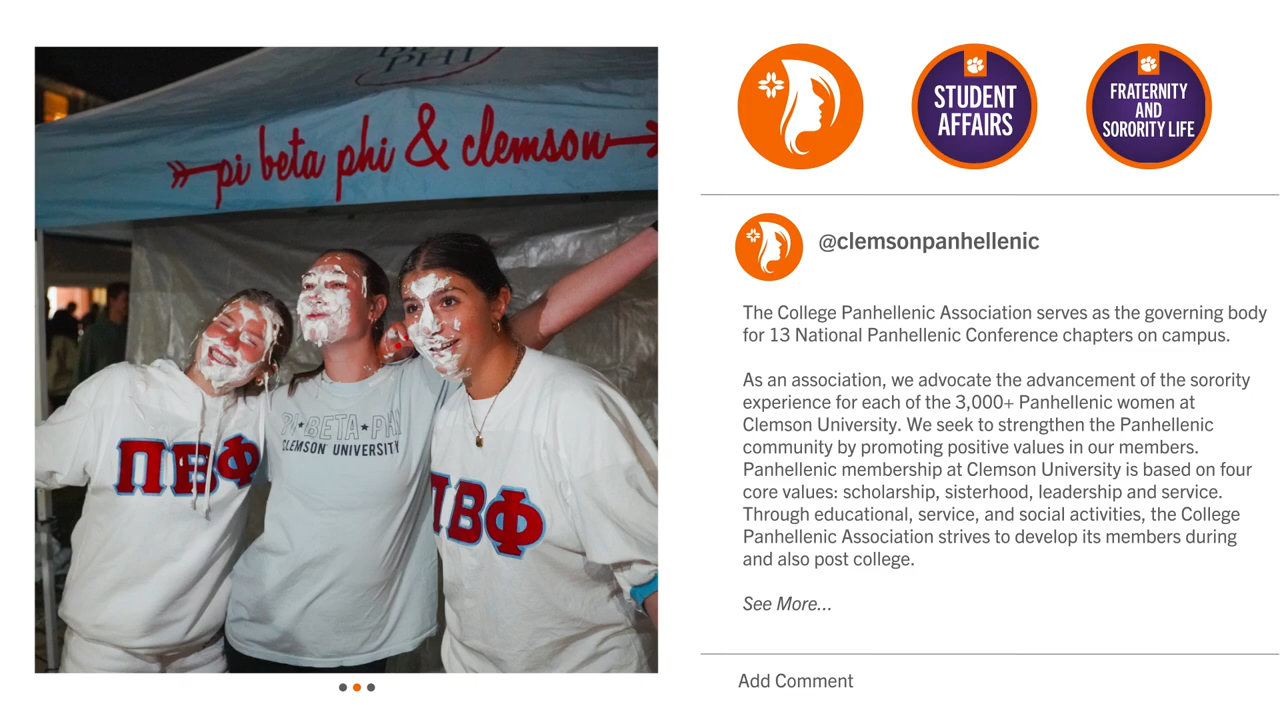 PHI
pi beta phi & clemson
ΠΒΦ
PI★BETA★PHI
CLEMSON UNIVERSITY
ΠΒΦ
STUDENT
AFFAIRS
FRATERNITY
AND
SORORITY LIFE
@clemsonpanhellenic
The College Panhellenic Association serves as the governing body
for 13 National Panhellenic Conference chapters on campus.
As an association, we advocate the advancement of the sorority
experience for each of the 3,000+ Panhellenic women at
Clemson University. We seek to strengthen the Panhellenic
community by promoting positive values in our members.
Panhellenic membership at Clemson University is based on four
core values: scholarship, sisterhood, leadership and service.
Through educational, service, and social activities, the College
Panhellenic Association strives to develop its members during
and also post college.
See More...
Add Comment